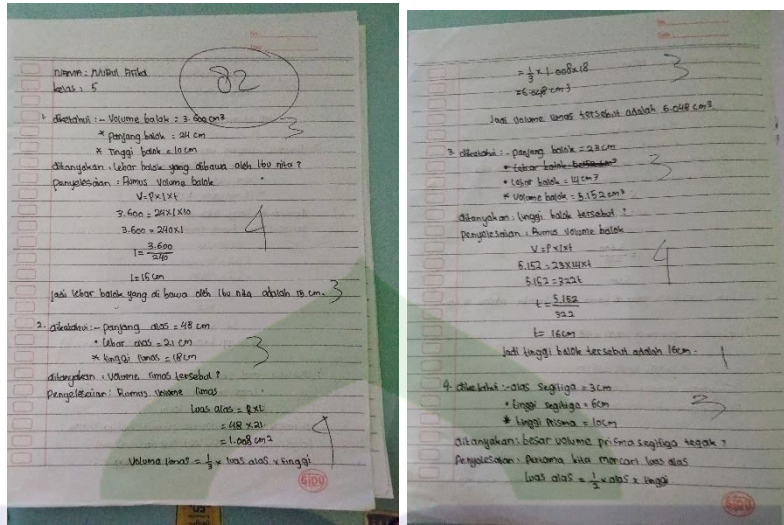 82
Nama : Nurul Afifa
kelas : 5
1. diketahui : - Volume balok = 3.600 cm3
* Panjang balok = 24 cm
* Tinggi balok = 10 cm
3
ditanyakan : Lebar balok yang dibawa oleh Ibu nita ?
Penyelesaian : Rumus Volume balok
V = P x l x t
3.600 = 24 x l x 10
3.600 = 240 x l
l = 3.600
240
4
l = 15 cm
jadi lebar balok yang di bawa oleh Ibu nita adalah 15 cm.
3
2. diketahui : - panjang alas = 48 cm
* lebar alas = 21 cm
* tinggi limas = 18 cm
3
ditanyakan : volume limas tersebut ?
Penyelesaian : Rumus volume limas
luas alas = P x l
= 48 x 21
= 1.008 cm2
4
Volume limas = 1/3 x luas alas x tinggi
SIDU
= 1/3 x 1.008 x 18
= 6.048 cm3
3
Jadi volume limas tersebut adalah 6.048 cm3.
3. diketahui : - panjang balok = 23 cm
* lebar balok = 14 cm3
* volume balok = 5.152 cm3
3
ditanyakan : tinggi balok tersebut ?
Penyelesaian : Rumus volume balok
V = P x l x t
5.152 = 23 x 14 x t
5.152 = 322 t
t = 5.152
322
4
t = 16 cm
Jadi tinggi balok tersebut adalah 16 cm.
1
4. diketahui : - alas segitiga = 3 cm
* tinggi segitiga = 6 cm
* tinggi Prisma = 10 cm
3
ditanyakan : besar volume prisma segitiga tegak ?
Penyelesaian : Pertama kita mencari luas alas
luas alas = 1/2 x alas x tinggi
SIDU